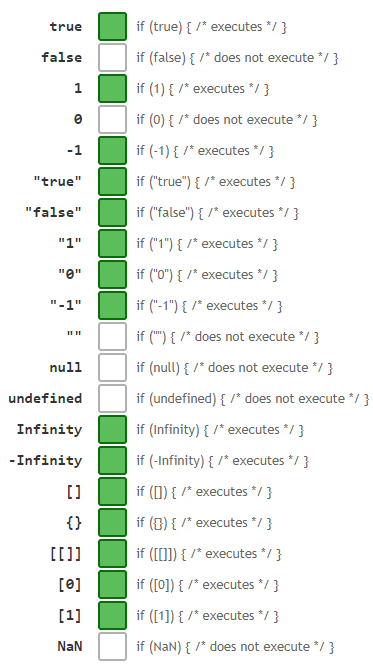 true if (true) { /* executes */ }
false if (false) { /* does not execute */ }
1 if (1) { /* executes */ }
0 if (0) { /* does not execute */ }
-1 if (-1) { /* executes */ }
"true" if ("true") { /* executes */ }
"false" if ("false") { /* executes */ }
"1" if ("1") { /* executes */ }
"0" if ("0") { /* executes */ }
"-1" if ("-1") { /* executes */ }
"" if ("") { /* does not execute */ }
null if (null) { /* does not execute */ }
undefined if (undefined) { /* does not execute */ }
Infinity if (Infinity) { /* executes */ }
-Infinity if (-Infinity) { /* executes */ }
[] if ([]) { /* executes */ }
{} if ({}) { /* executes */ }
[[]] if ([[]]) { /* executes */ }
[0] if ([0]) { /* executes */ }
[1] if ([1]) { /* executes */ }
NaN if (NaN) { /* does not execute */ }